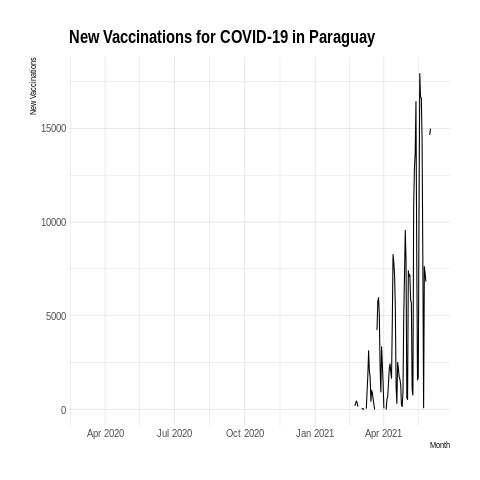 New Vaccinations for COVID-19 in Paraguay
New Vaccinations
15000
10000
5000
0
Apr 2020 Jul 2020 Oct 2020 Jan 2021 Apr 2021
Month